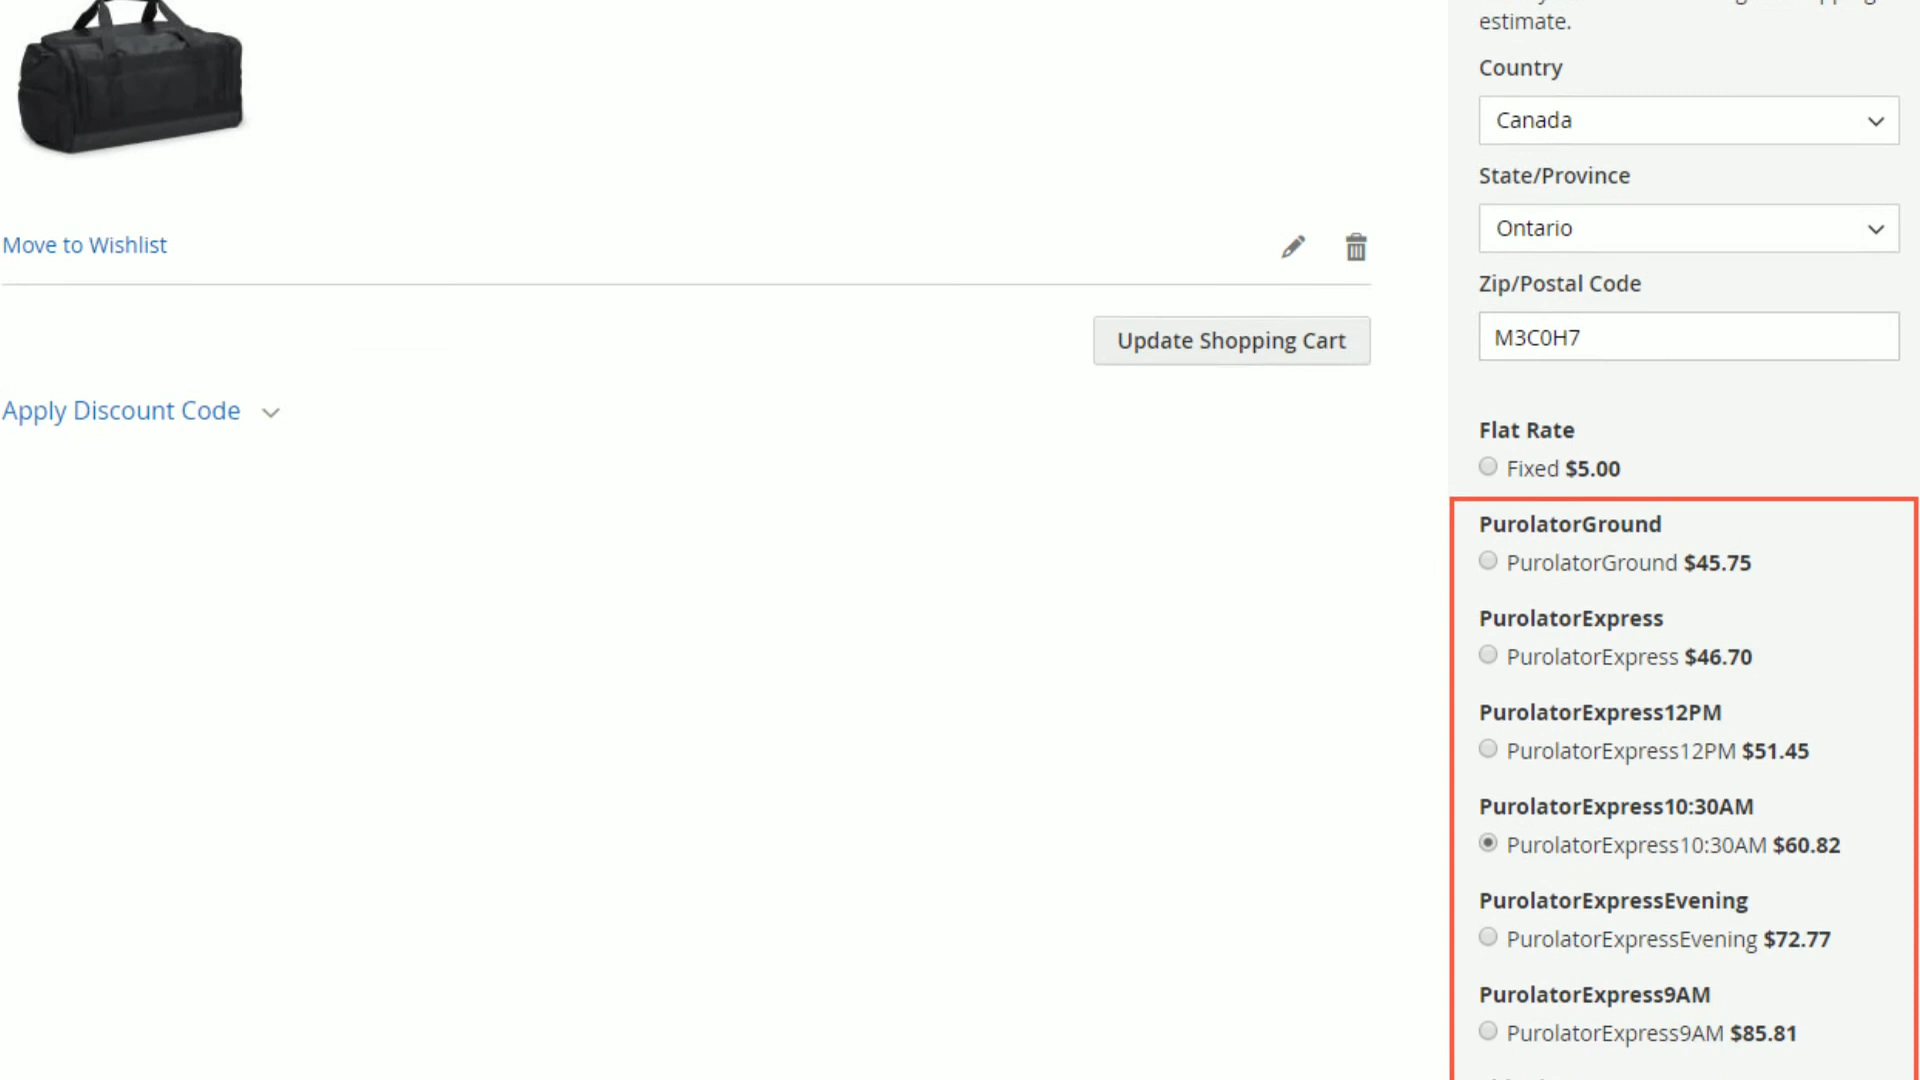 estimate.
Country
Canada
State/Province
Ontario
Zip/Postal Code
M3C0H7
Move to Wishlist
Update Shopping Cart
Apply Discount Code
Flat Rate
Fixed $5.00
PurolatorGround
PurolatorGround $45.75
PurolatorExpress
PurolatorExpress $46.70
PurolatorExpress12PM
PurolatorExpress12PM $51.45
PurolatorExpress10:30AM
PurolatorExpress10:30AM $60.82
PurolatorExpressEvening
PurolatorExpressEvening $72.77
PurolatorExpress9AM
PurolatorExpress9AM $85.81